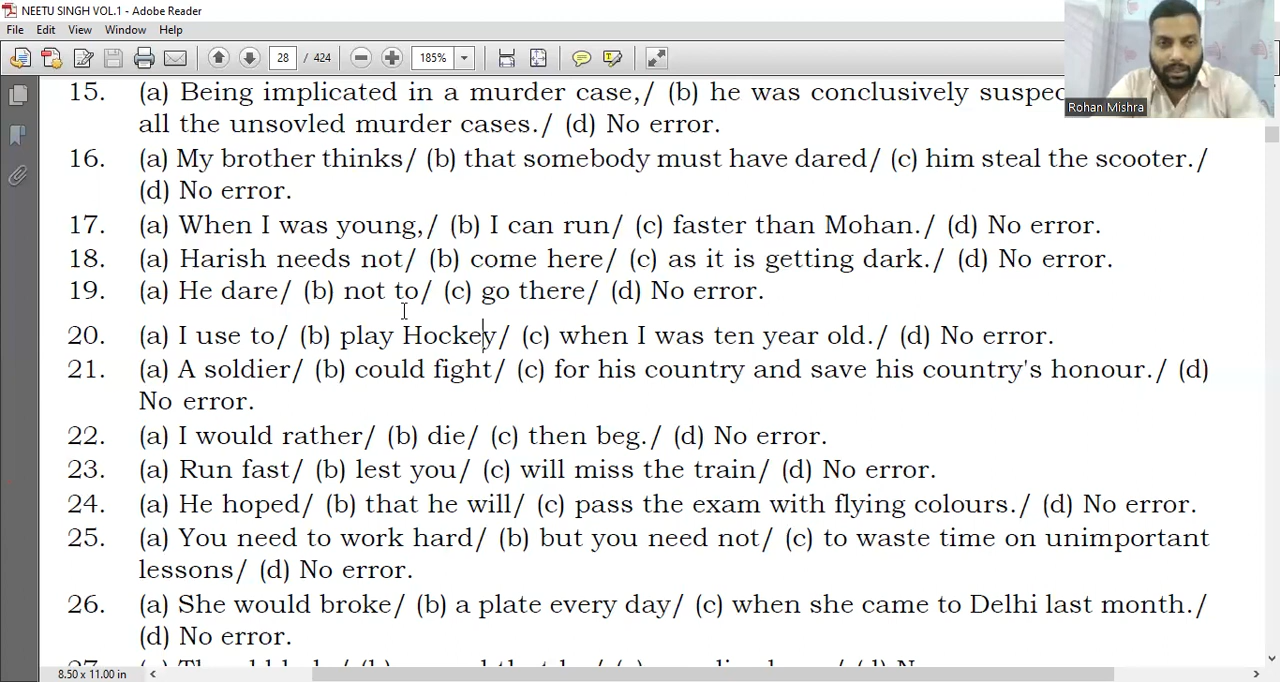 NEETU SINGH VOL.1 - Adobe Reader
File Edit View Window Help
28 / 424 185%
Rohan Mishra
15. (a) Being implicated in a murder case,/ (b) he was conclusively
all the unsovled murder cases./ (d) No error.
16. (a) My brother thinks/ (b) that somebody must have dared/ (c) him steal the scooter./
(d) No error.
17. (a) When I was young,/ (b) I can run/ (c) faster than Mohan./ (d) No error.
18. (a) Harish needs not/ (b) come here/ (c) as it is getting dark./ (d) No error.
19. (a) He dare/ (b) not to/ (c) go there/ (d) No error.
20. (a) I use to/ (b) play Hockey/ (c) when I was ten year old./ (d) No error.
21. (a) A soldier/ (b) could fight/ (c) for his country and save his country's honour./ (d)
No error.
22. (a) I would rather/ (b) die/ (c) then beg./ (d) No error.
23. (a) Run fast/ (b) lest you/ (c) will miss the train/ (d) No error.
24. (a) He hoped/ (b) that he will/ (c) pass the exam with flying colours./ (d) No error.
25. (a) You need to work hard/ (b) but you need not/ (c) to waste time on unimportant
lessons/ (d) No error.
26. (a) She would broke/ (b) a plate every day/ (c) when she came to Delhi last month./
(d) No error.
8.50 x 11.00 in